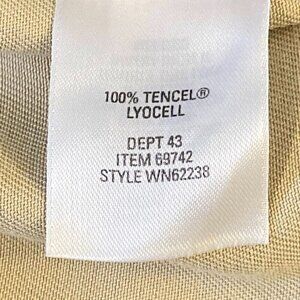 100% TENCEL®
LYOCELL
DEPT 43
ITEM 69742
STYLE WN62238